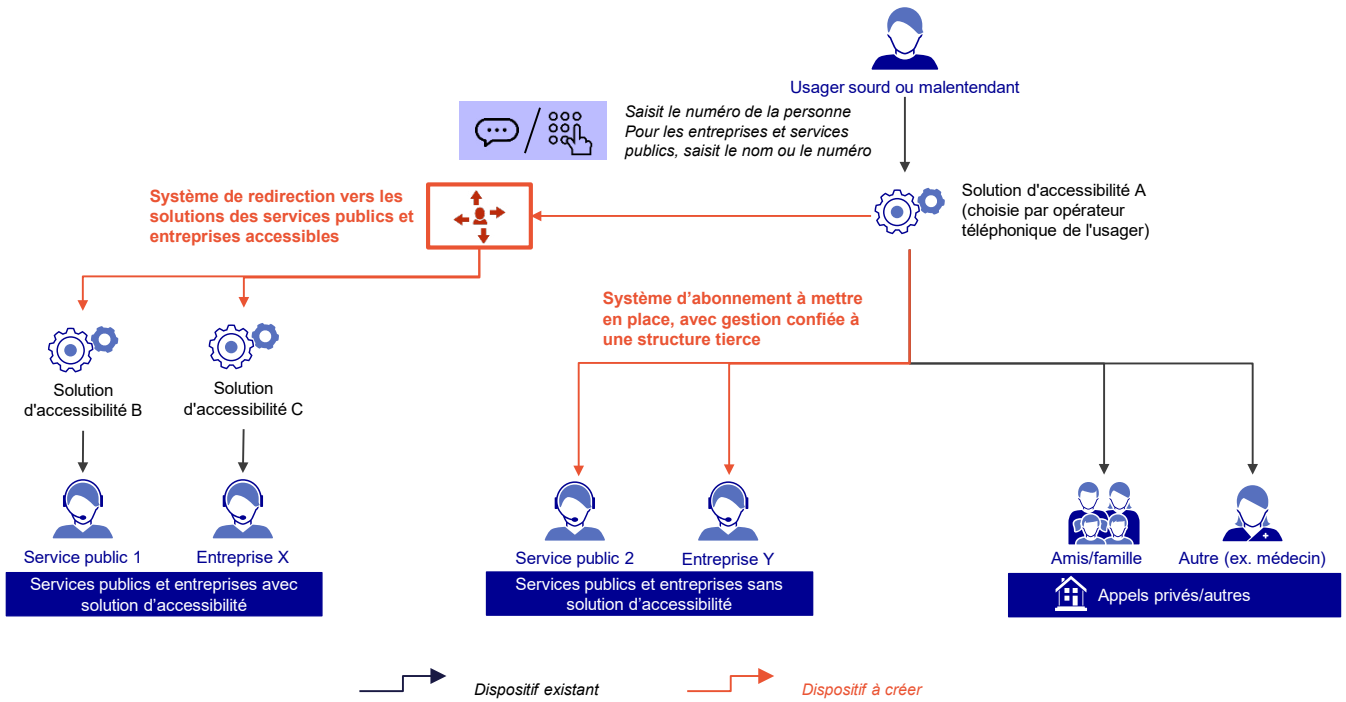 Usager sourd ou malentendant
Saisit le numéro de la personne
Pour les entreprises et services
publics, saisit le nom ou le numéro
Solution d'accessibilité A
(choisie par opérateur
téléphonique de l'usager)
Système de redirection vers les
solutions des services publics et
entreprises accessibles
Système d’abonnement à mettre
en place, avec gestion confiée à
une structure tierce
Solution
d'accessibilité B
Solution
d'accessibilité C
Service public 1
Entreprise X
Services publics et entreprises avec
solution d’accessibilité
Service public 2
Entreprise Y
Services publics et entreprises sans
solution d’accessibilité
Amis/famille
Autre (ex. médecin)
Appels privés/autres
Dispositif existant
Dispositif à créer